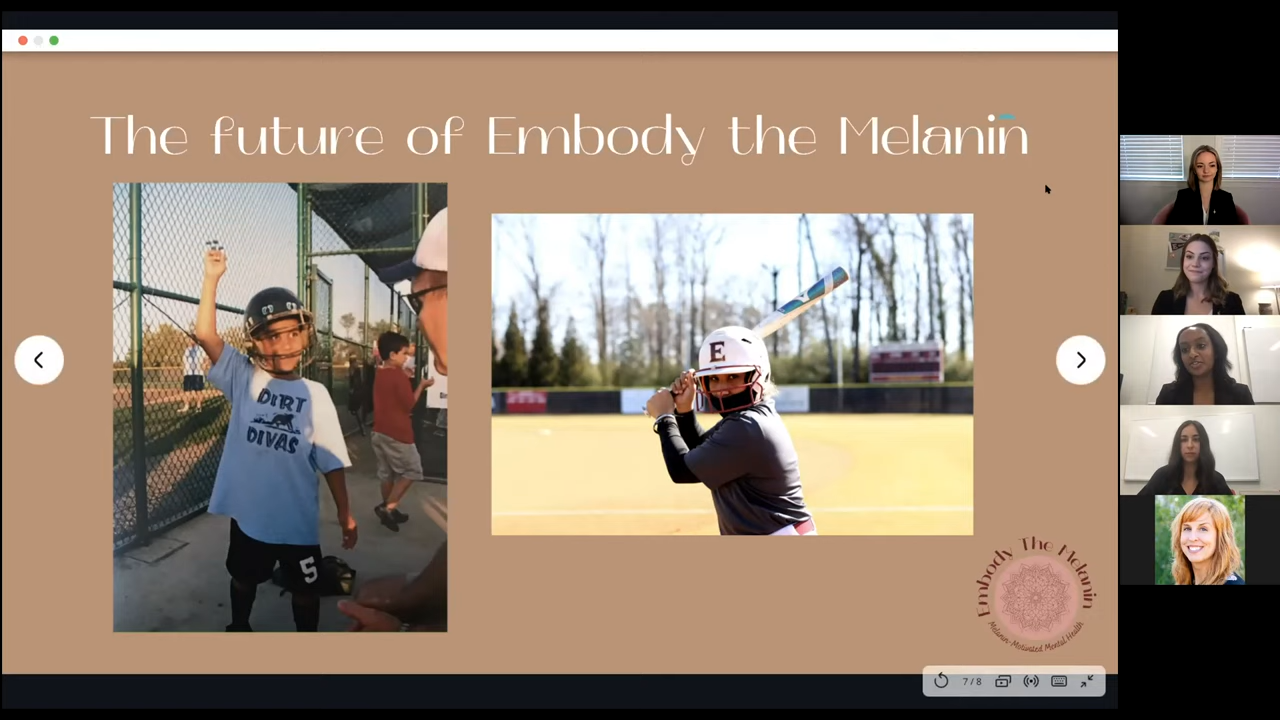 The future of Embody the Melanin
DIRT
DIVAS
5
E
Embody The Melanin
Melanin-Motivated Mental Health
7 / 8